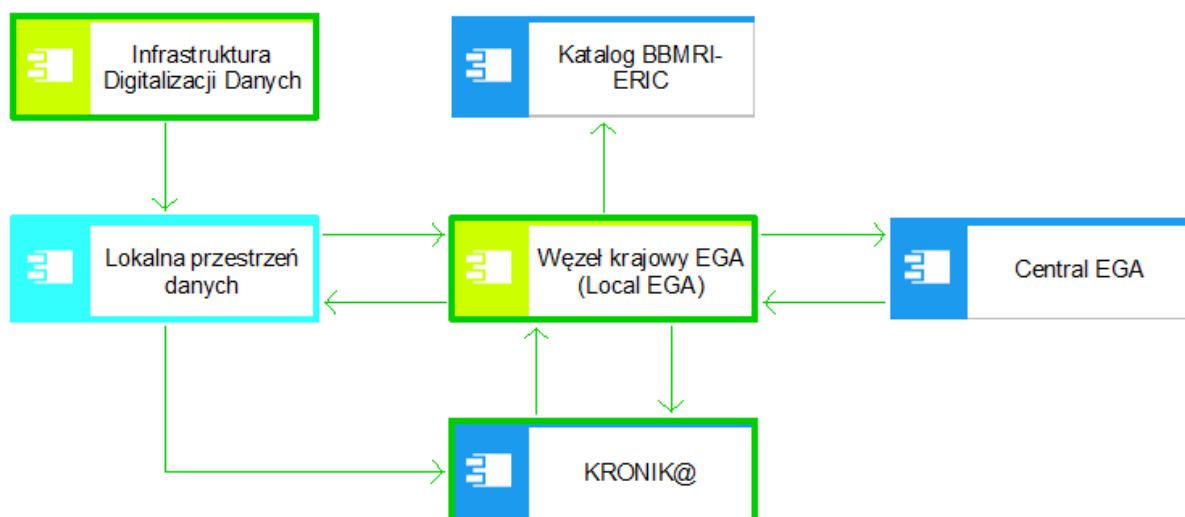 Infrastruktura
Digitalizacji Danych
Katalog BBMRI-
ERIC
Lokalna przestrzeń
danych
Węzeł krajowy EGA
(Local EGA)
Central EGA
KRONIK@